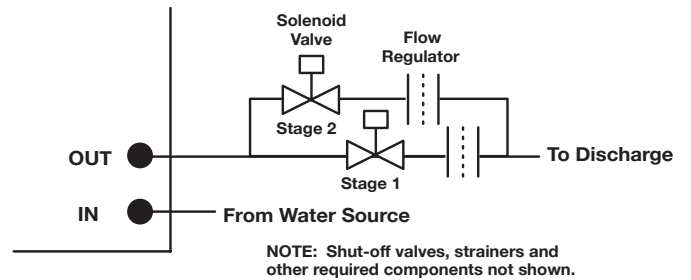 Solenoid
Valve
Flow
Regulator
Stage 2
OUT
To Discharge
Stage 1
IN
From Water Source
NOTE: Shut-off valves, strainers and
other required components not shown.